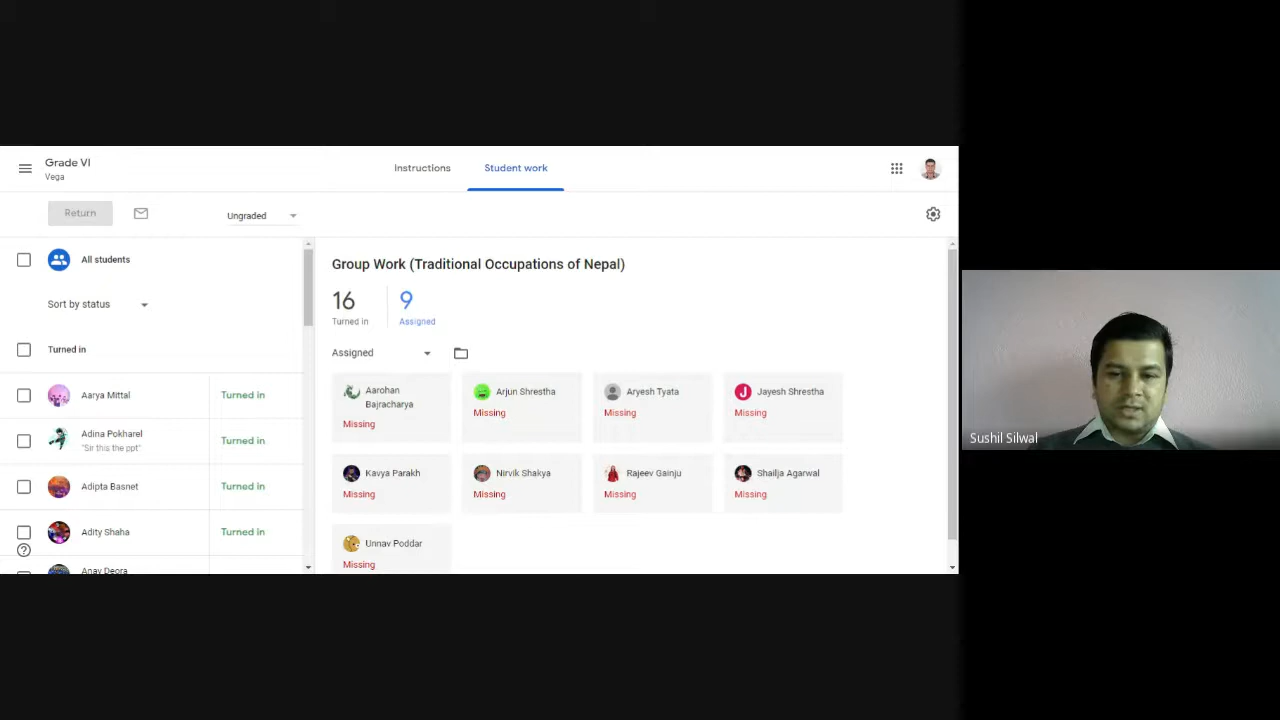 Grade VI
Vega
Instructions
Student work
Return
Ungraded
All students
Sort by status
Turned in
Aarya Mittal
Turned in
Adina Pokharel
"Sir this the ppt"
Turned in
Adipta Basnet
Turned in
Adity Shaha
Turned in
Anay Deora
Group Work (Traditional Occupations of Nepal)
16
Turned in
9
Assigned
Assigned
Aarohan
Bajracharya
Missing
Arjun Shrestha
Missing
Aryesh Tyata
Missing
J
Jayesh Shrestha
Missing
Kavya Parakh
Missing
Nirvik Shakya
Missing
Rajeev Gainju
Missing
Shailja Agarwal
Missing
Unnav Poddar
Missing
Sushil Silwal